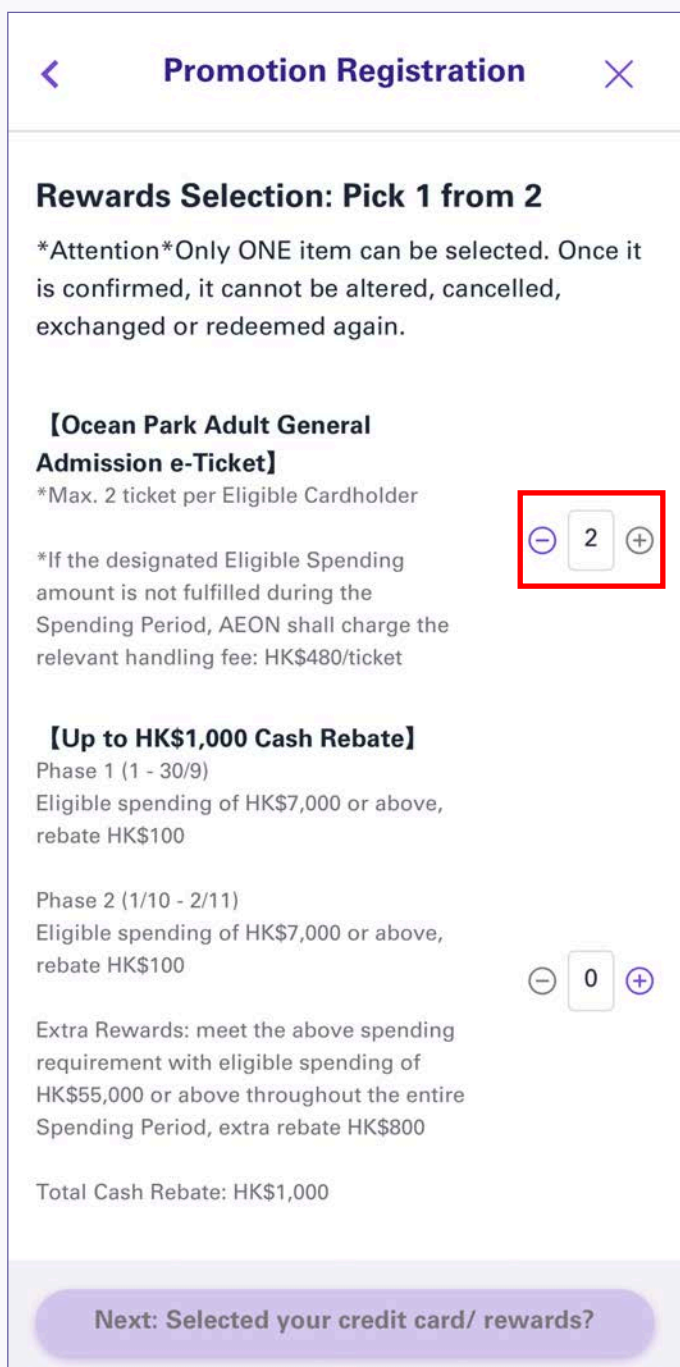 Promotion Registration
Rewards Selection: Pick 1 from 2
*Attention*Only ONE item can be selected. Once it
is confirmed, it cannot be altered, cancelled,
exchanged or redeemed again.
【Ocean Park Adult General
Admission e-Ticket】
*Max. 2 ticket per Eligible Cardholder
2
*If the designated Eligible Spending
amount is not fulfilled during the
Spending Period, AEON shall charge the
relevant handling fee: HK$480/ticket
【Up to HK$1,000 Cash Rebate】
Phase 1 (1 - 30/9)
Eligible spending of HK$7,000 or above,
rebate HK$100
Phase 2 (1/10 - 2/11)
Eligible spending of HK$7,000 or above,
rebate HK$100
0
Extra Rewards: meet the above spending
requirement with eligible spending of
HK$55,000 or above throughout the entire
Spending Period, extra rebate HK$800
Total Cash Rebate: HK$1,000
Next: Selected your credit card/ rewards?